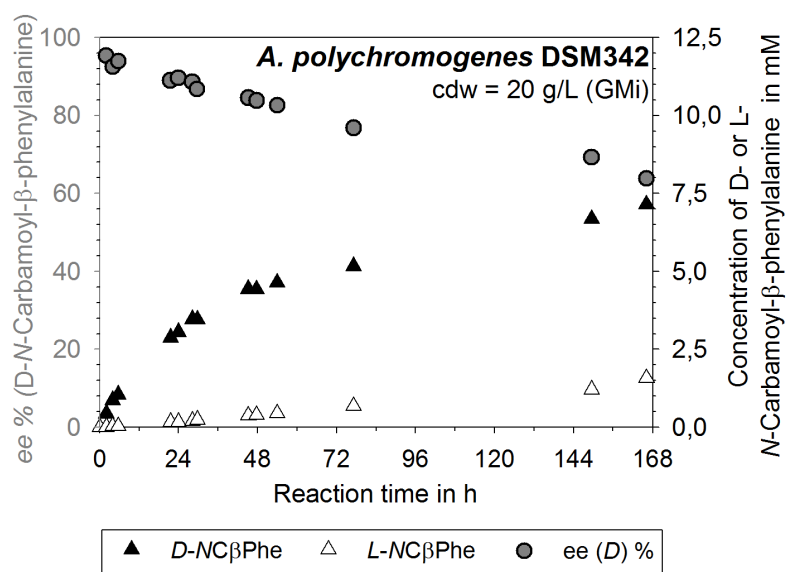 A. polychromogenes DSM342
cdw = 20 g/L (GMi)
ee % (D-N-Carbamoyl-β-phenylalanine)
100
80
60
40
20
0
12,5
10,0
7,5
5,0
2,5
0,0
Concentration of D- or L-
N-Carbamoyl-β-phenylalanine in mM
0 24 48 72 96 120 144 168
Reaction time in h
D-NCβPhe L-NCβPhe ee (D) %